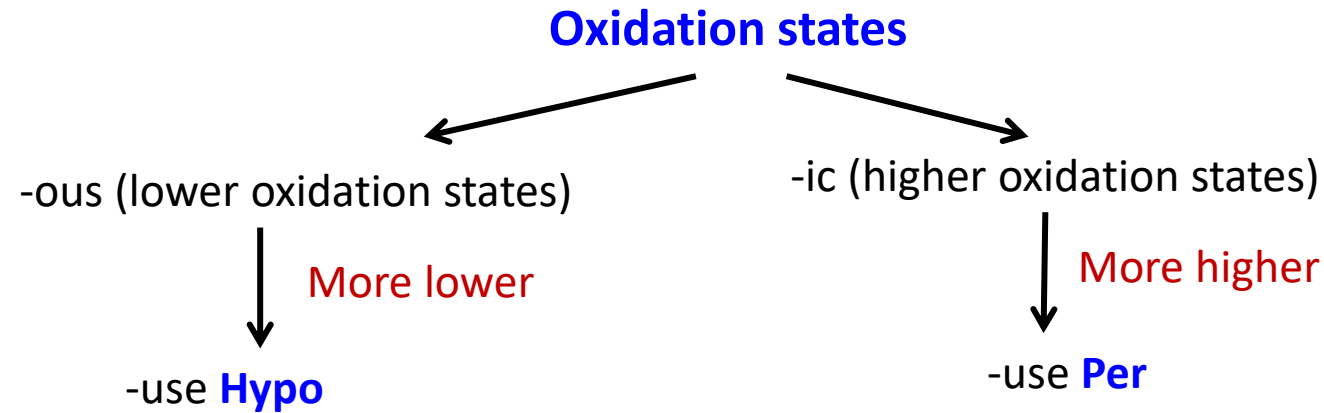 Oxidation states
-ous (lower oxidation states)
-ic (higher oxidation states)
More lower
More higher
-use Hypo
-use Per